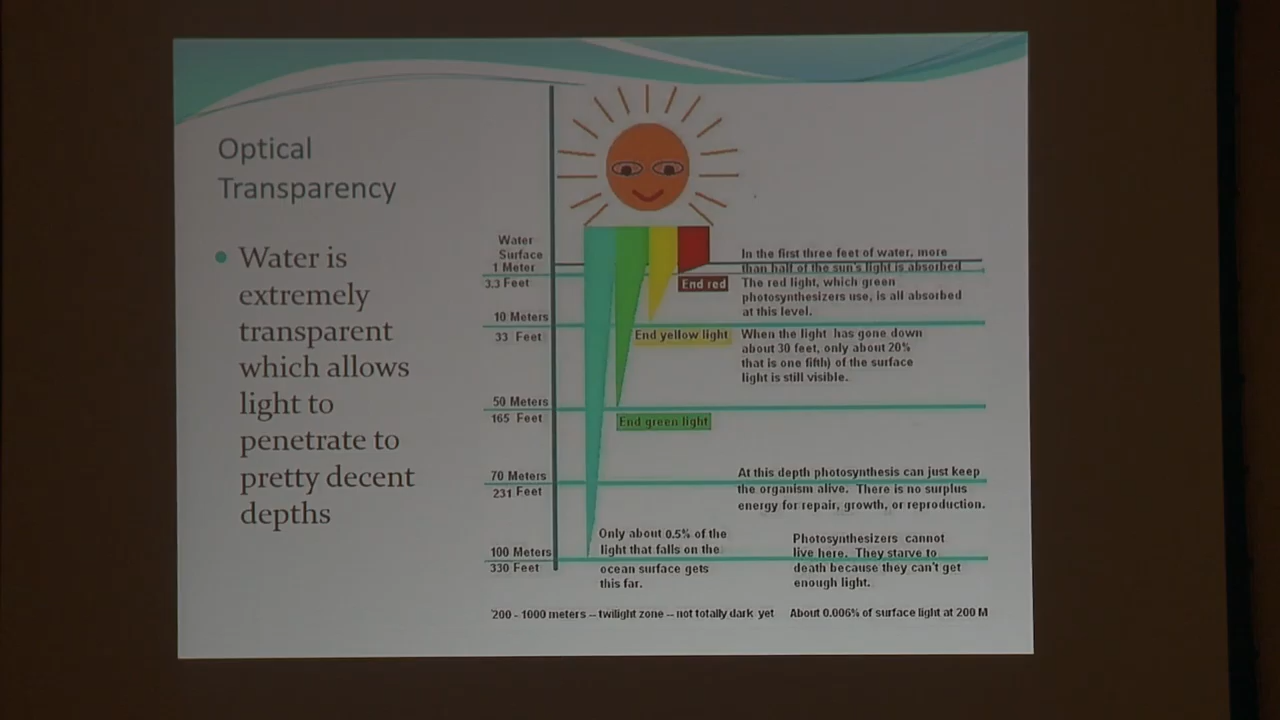 Optical
Transparency
Water is
extremely
transparent
which allows
light to
penetrate to
pretty decent
depths
Water
Surface
1 Meter
3.3 Feet
10 Meters
33 Feet
50 Meters
165 Feet
70 Meters
231 Feet
100 Meters
330 Feet
End red
End yellow light
End green light
In the first three feet of water, more
than half of the sun's light is absorbed
The red light, which green
photosynthesizers use, is all absorbed
at this level.
When the light has gone down
about 30 feet, only about 20%
that is one fifth) of the surface
light is still visible.
At this depth photosynthesis can just keep
the organism alive. There is no surplus
energy for repair, growth, or reproduction.
Only about 0.5% of the
light that falls on the
ocean surface gets
this far.
Photosynthesizers cannot
live here. They starve to
death because they can't get
enough light.
200 - 1000 meters -- twilight zone -- not totally dark yet
About 0.006% of surface light at 200 M